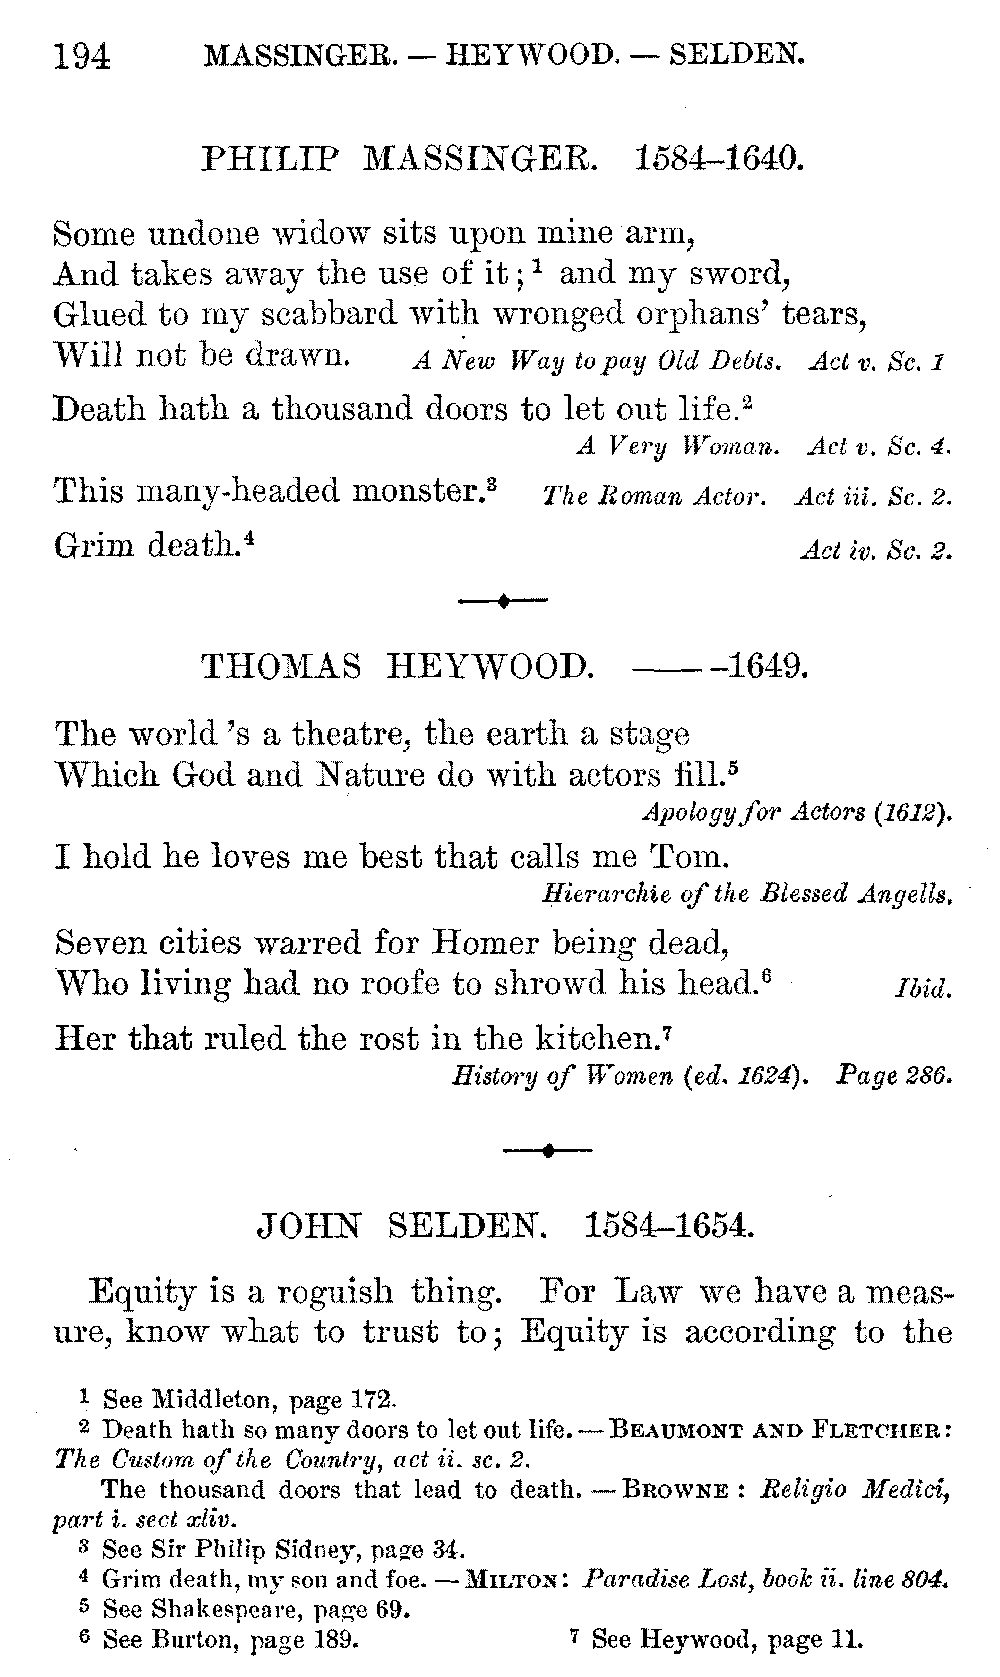 194 MASSINGER. — HEYWOOD. — SELDEN.
PHILIP MASSINGER. 1584–1640.
Some undone widow sits upon mine arm,
And takes away the use of it;¹ and my sword,
Glued to my scabbard with wronged orphans' tears,
Will not be drawn. A New Way to pay Old Debts. Act v. Sc. 1
Death hath a thousand doors to let out life.²
A Very Woman. Act v. Sc. 4.
This many-headed monster.³ The Roman Actor. Act iii. Sc. 2.
Grim death.⁴ Act iv. Sc. 2.
THOMAS HEYWOOD. —— –1649.
The world 's a theatre, the earth a stage
Which God and Nature do with actors fill.⁵
Apology for Actors (1612).
I hold he loves me best that calls me Tom.
Hierarchie of the Blessed Angells.
Seven cities warred for Homer being dead,
Who living had no roofe to shrowd his head.⁶ Ibid.
Her that ruled the rost in the kitchen.⁷
History of Women (ed. 1624). Page 286.
JOHN SELDEN. 1584–1654.
Equity is a roguish thing. For Law we have a meas-
ure, know what to trust to; Equity is according to the
¹ See Middleton, page 172.
² Death hath so many doors to let out life. — BEAUMONT AND FLETCHER:
The Custom of the Country, act ii. sc. 2.
The thousand doors that lead to death. — BROWNE: Religio Medici,
part i. sect xliv.
³ See Sir Philip Sidney, page 34.
⁴ Grim death, my son and foe. — MILTON: Paradise Lost, book ii. line 804.
⁵ See Shakespeare, page 69.
⁶ See Burton, page 189. ⁷ See Heywood, page 11.